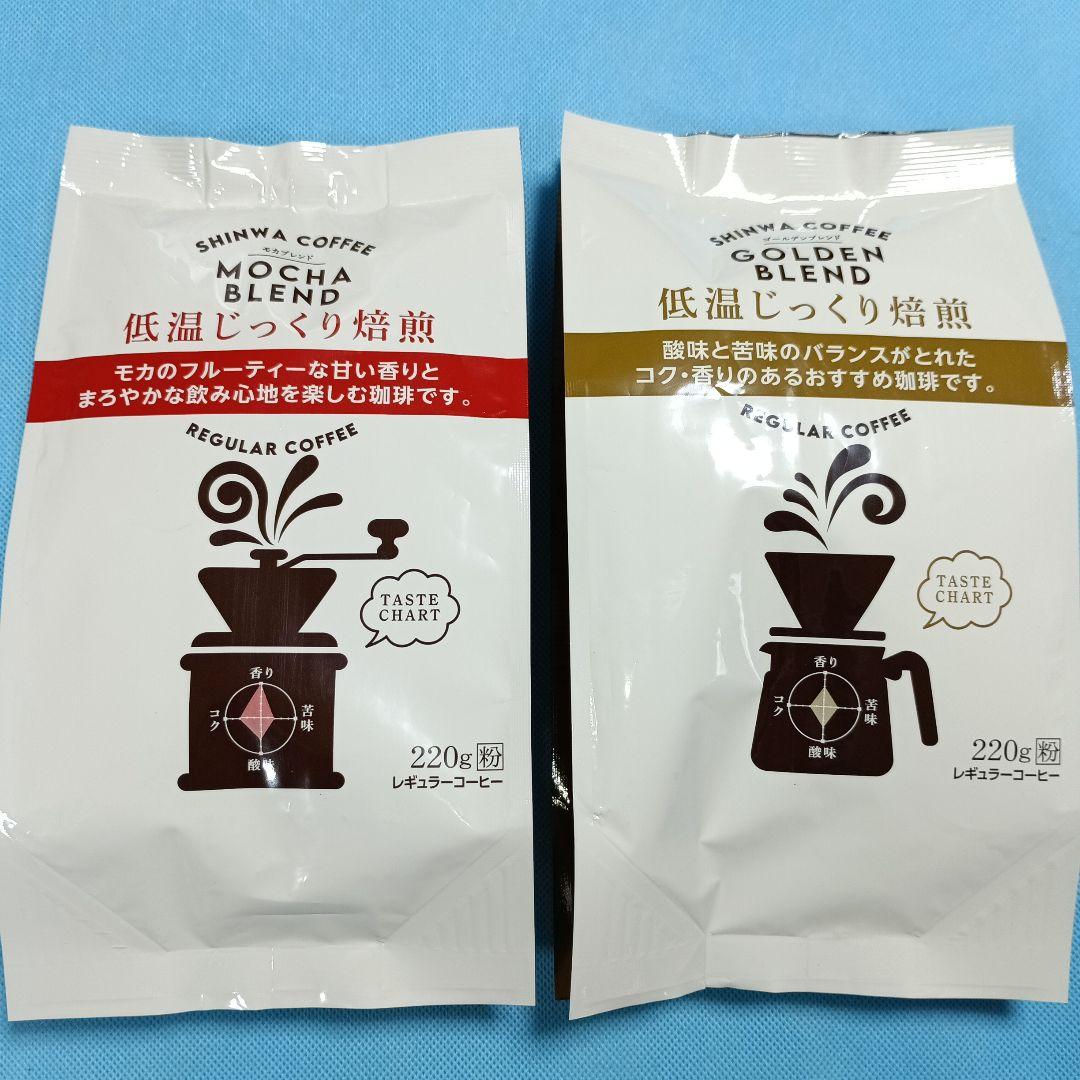 SHINWA COFFEE
モカブレンド
MOCHA
BLEND
低温じっくり焙煎
モカのフルーティーな甘い香りと
まろやかな飲み心地を楽しむ珈琲です。
REGULAR COFFEE
TASTE
CHART
香り
コク
苦味
酸味
220g 粉
レギュラーコーヒー
SHINWA COFFEE
ゴールデンブレンド
GOLDEN
BLEND
低温じっくり焙煎
酸味と苦味のバランスがとれた
コク・香りのあるおすすめ珈琲です。
REGULAR COFFEE
TASTE
CHART
香り
コク
苦味
酸味
220g 粉
レギュラーコーヒー